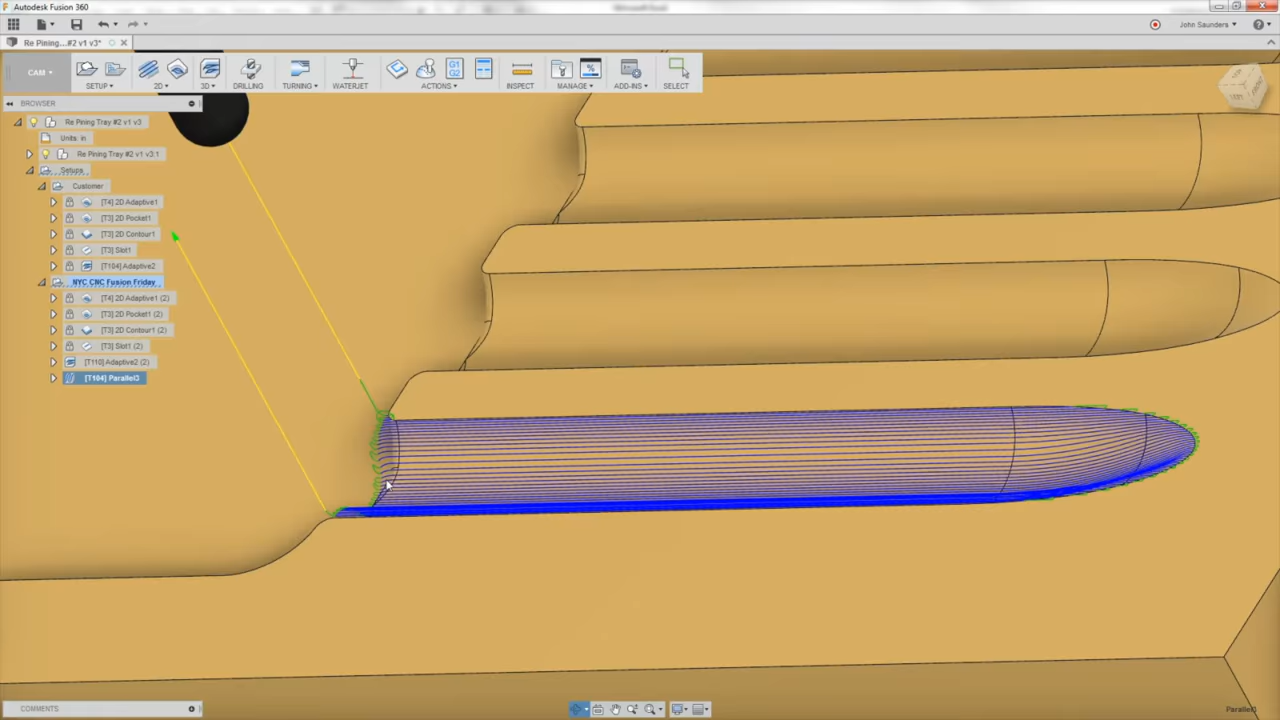 Autodesk Fusion 360
John Saunders
Re Pining...#2 v1 v3*
CAM
SETUP
2D
3D
DRILLING
TURNING
WATERJET
ACTIONS
INSPECT
MANAGE
ADD-INS
SELECT
G1
G2
BROWSER
Re Pining Tray #2 v1 v3
Units: in
Re Pining Tray #2 v1 v3:1
Setups
Customer
[T4] 2D Adaptive1
[T3] 2D Pocket1
[T3] 2D Contour1
[T3] Slot1
[T104] Adaptive2
NYC CNC Fusion Friday
[T4] 2D Adaptive1 (2)
[T3] 2D Pocket1 (2)
[T3] 2D Contour1 (2)
[T3] Slot1 (2)
[T110] Adaptive2 (2)
[T104] Parallel3
COMMENTS